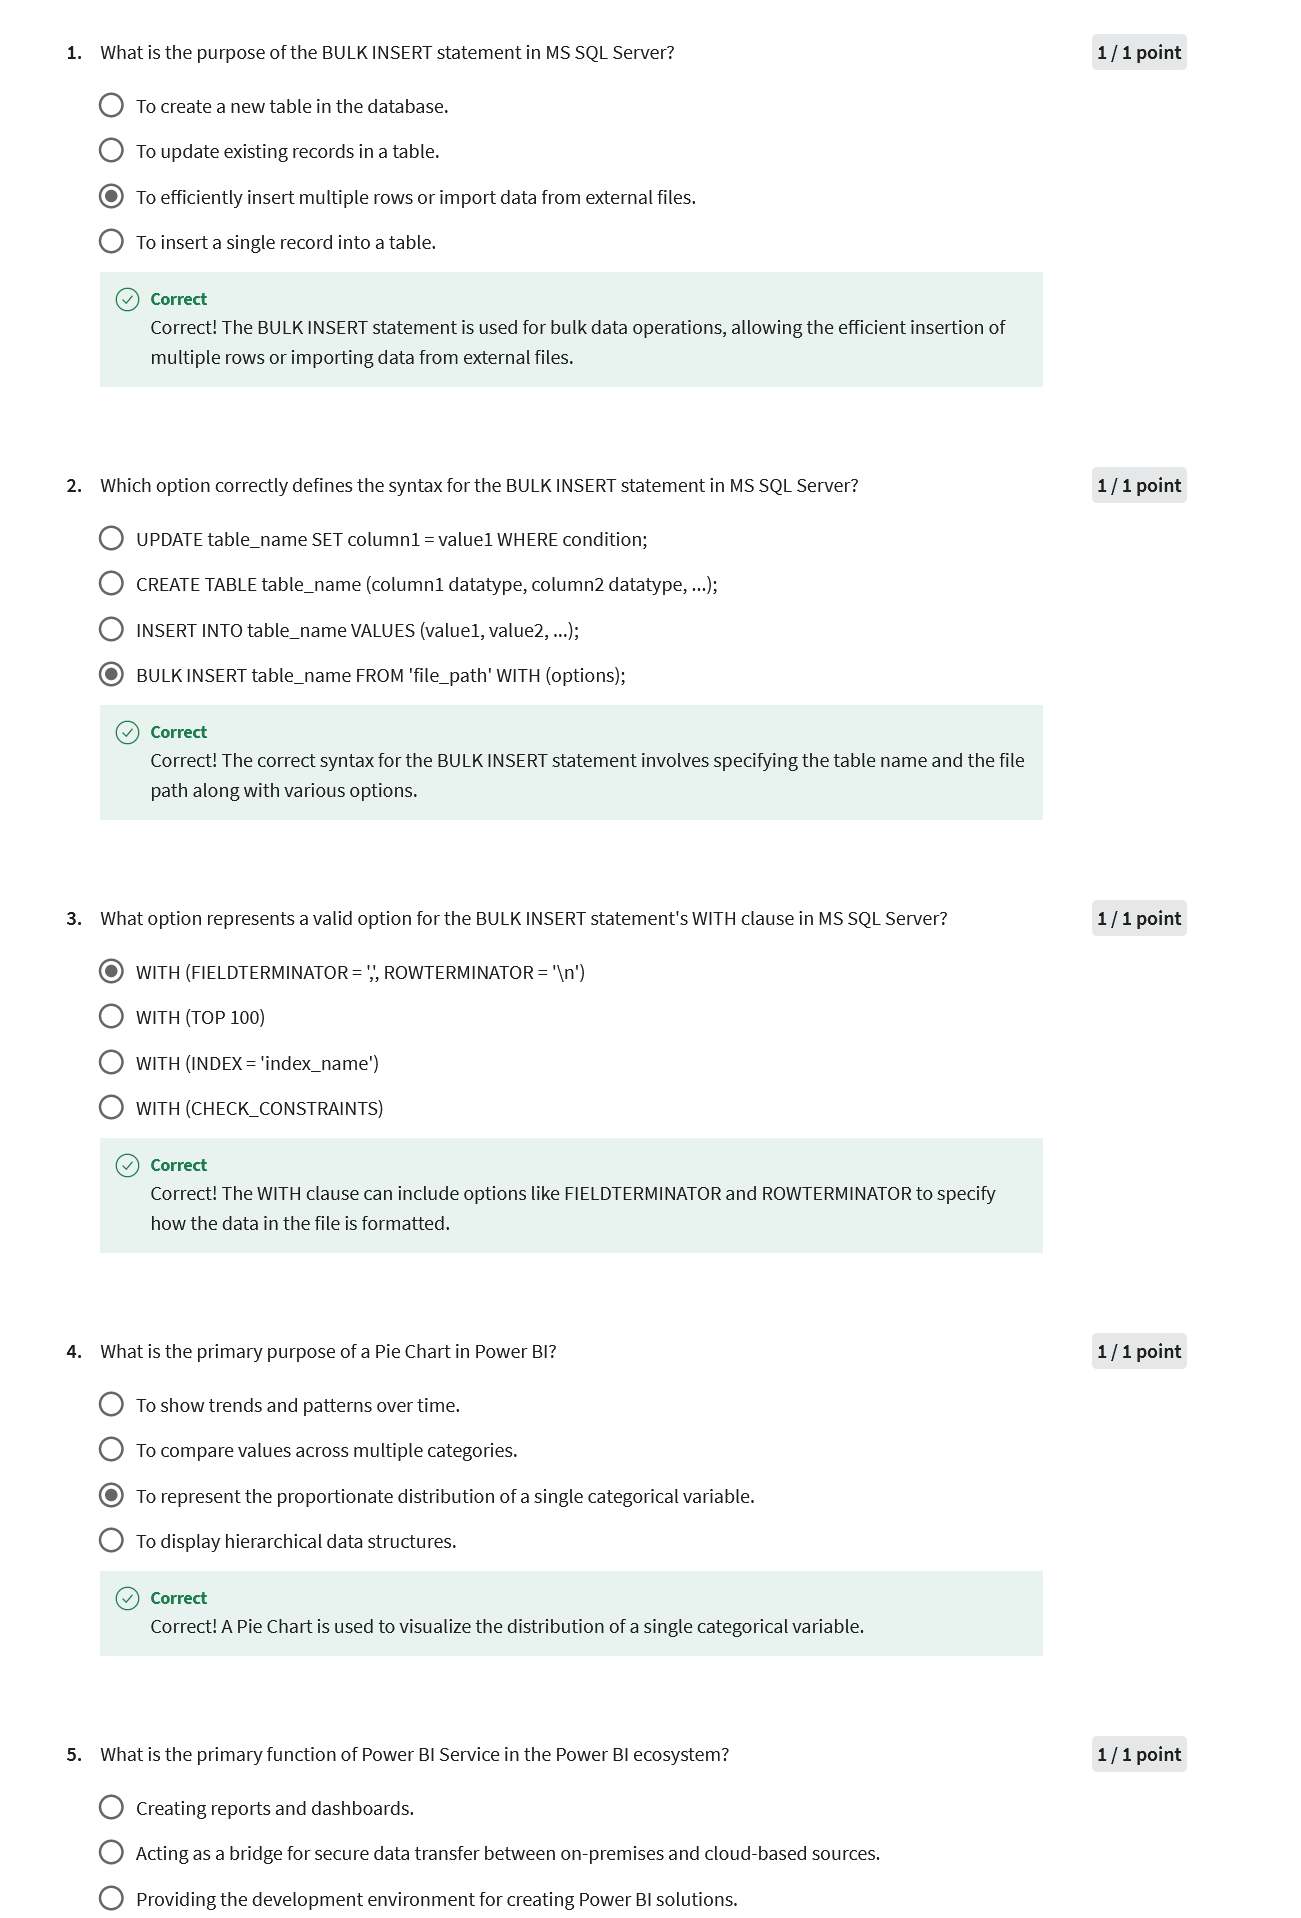 1. What is the purpose of the BULK INSERT statement in MS SQL Server? 1 / 1 point
To create a new table in the database.
To update existing records in a table.
To efficiently insert multiple rows or import data from external files.
To insert a single record into a table.
Correct
Correct! The BULK INSERT statement is used for bulk data operations, allowing the efficient insertion of
multiple rows or importing data from external files.
2. Which option correctly defines the syntax for the BULK INSERT statement in MS SQL Server? 1 / 1 point
UPDATE table_name SET column1 = value1 WHERE condition;
CREATE TABLE table_name (column1 datatype, column2 datatype, ...);
INSERT INTO table_name VALUES (value1, value2, ...);
BULK INSERT table_name FROM 'file_path' WITH (options);
Correct
Correct! The correct syntax for the BULK INSERT statement involves specifying the table name and the file
path along with various options.
3. What option represents a valid option for the BULK INSERT statement's WITH clause in MS SQL Server? 1 / 1 point
WITH (FIELDTERMINATOR = ',', ROWTERMINATOR = '\n')
WITH (TOP 100)
WITH (INDEX = 'index_name')
WITH (CHECK_CONSTRAINTS)
Correct
Correct! The WITH clause can include options like FIELDTERMINATOR and ROWTERMINATOR to specify
how the data in the file is formatted.
4. What is the primary purpose of a Pie Chart in Power BI? 1 / 1 point
To show trends and patterns over time.
To compare values across multiple categories.
To represent the proportionate distribution of a single categorical variable.
To display hierarchical data structures.
Correct
Correct! A Pie Chart is used to visualize the distribution of a single categorical variable.
5. What is the primary function of Power BI Service in the Power BI ecosystem? 1 / 1 point
Creating reports and dashboards.
Acting as a bridge for secure data transfer between on-premises and cloud-based sources.
Providing the development environment for creating Power BI solutions.